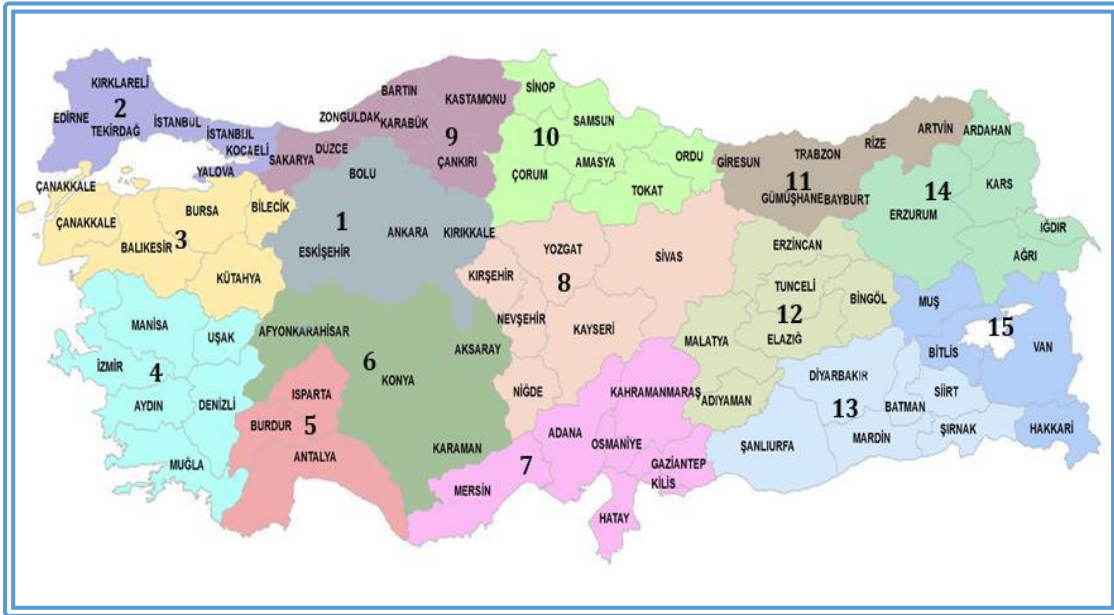 KIRKLARELİ
2
EDİRNE
TEKİRDAĞ
İSTANBUL
İSTANBUL
KOCAELİ
YALOVA
ÇANAKKALE
ÇANAKKALE
BURSA
BİLECİK
BALIKESİR
3
KÜTAHYA
MANİSA
UŞAK
İZMİR
4
AYDIN
DENİZLİ
MUĞLA
ISPARTA
BURDUR
5
ANTALYA
AFYONKARAHİSAR
6
AKSARAY
KONYA
KARAMAN
BOLU
1
ANKARA
KIRIKKALE
ESKİŞEHİR
BARTIN
KASTAMONU
ZONGULDAK
KARABÜK
9
DÜZCE
SAKARYA
ÇANKIRI
SİNOP
SAMSUN
10
ÇORUM
AMASYA
ORDU
TOKAT
YOZGAT
SİVAS
KIRŞEHİR
8
NEVŞEHİR
KAYSERİ
NİĞDE
KAHRAMANMARAŞ
ADANA
OSMANİYE
7
MERSİN
GAZİANTEP
KİLİS
HATAY
ARTVİN
RİZE
TRABZON
GİRESUN
11
GÜMÜŞHANE
BAYBURT
ERZİNCAN
TUNCELİ
BİNGÖL
12
MALATYA
ELAZIĞ
ADIYAMAN
ARDAHAN
KARS
14
ERZURUM
IĞDIR
AĞRI
MUŞ
15
BİTLİS
VAN
HAKKARİ
DİYARBAKIR
SİİRT
BATMAN
13
ŞIRNAK
MARDİN
ŞANLIURFA